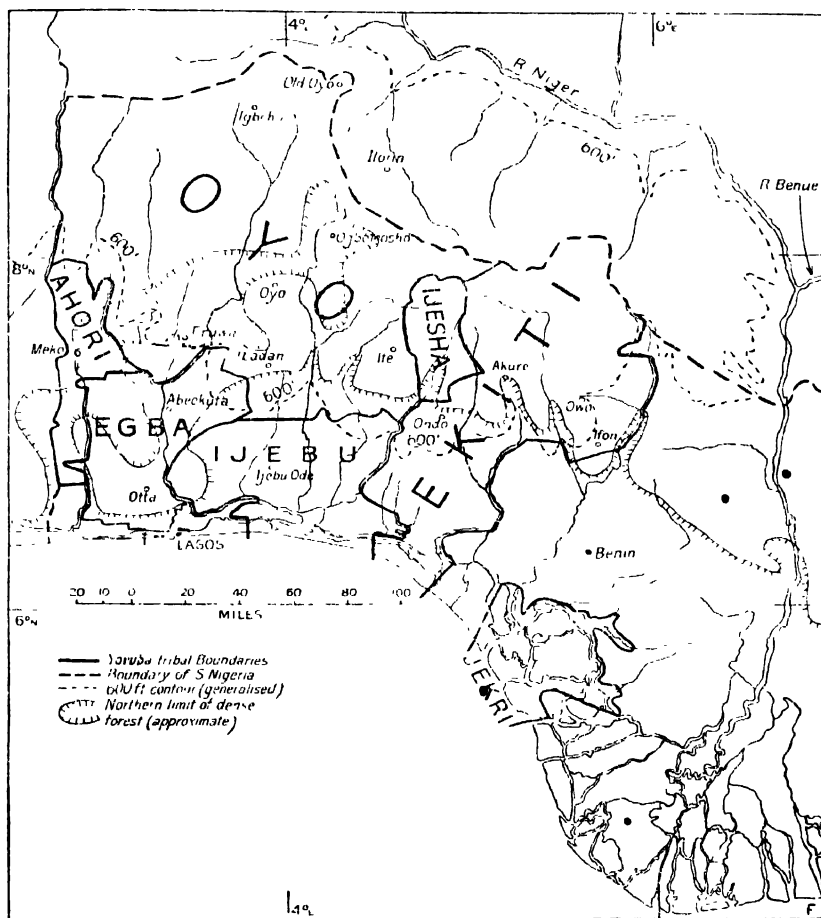 4° 6°E
R Niger
Old Oyo
Igboho
Ilorin
600'
R Benue
O Y O
Ogbomosho
600'
8°N
Oyo
AHORI
IJESHA
EKITI
Eruwa
Meko
Ibadan
Ife
Akure
Abeokuta
600'
Owo
EGBA
Ondo
600'
Ifon
IJEBU
Ijebu Ode
Otta
LAGOS
Benin
20 10 0 20 40 60 80 100
MILES
6°N
Yoruba tribal Boundaries
Boundary of S Nigeria
600 ft contour (generalised)
Northern limit of dense
forest (approximate)
JEKRI
4°E